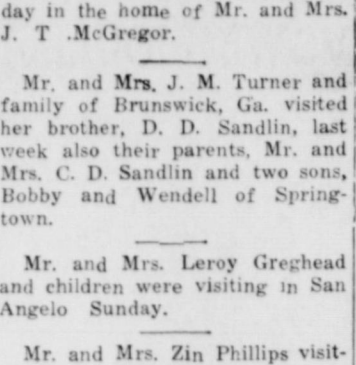 day in the home of Mr. and Mrs.
J. T .McGregor.
Mr. and Mrs. J. M. Turner and
family of Brunswick, Ga. visited
her brother, D. D. Sandlin, last
week also their parents, Mr. and
Mrs. C. D. Sandlin and two sons,
Bobby and Wendell of Spring-
town.
Mr. and Mrs. Leroy Greghead
and children were visiting in San
Angelo Sunday.
Mr. and Mrs. Zin Phillips visit-